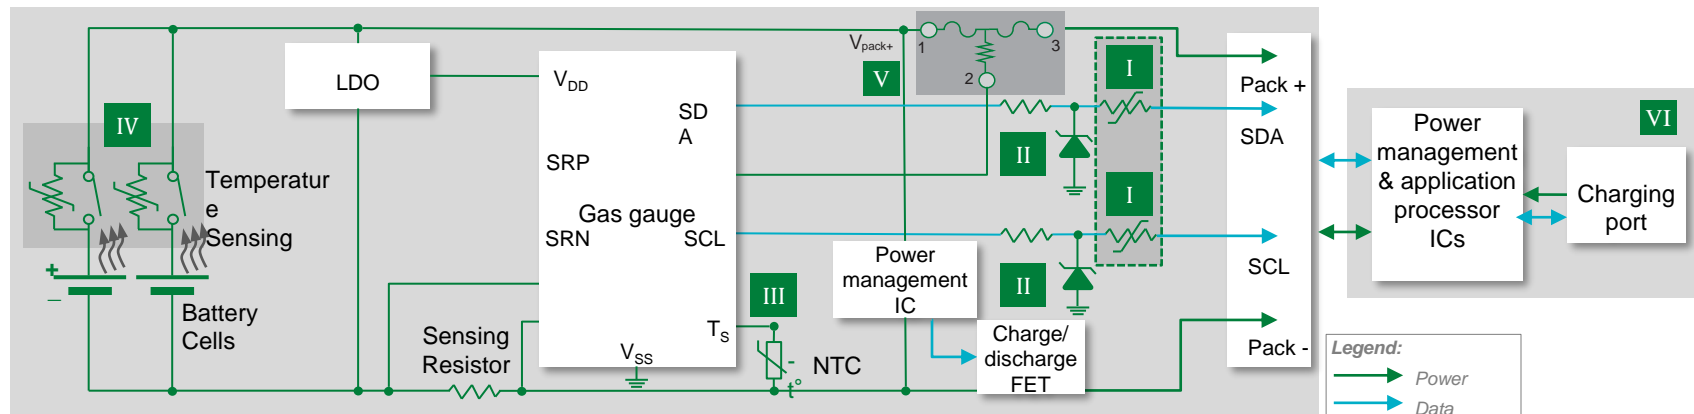 IV
Temperatur
e
Sensing
+
_
Battery
Cells
LDO
Sensing
Resistor
VDD
SD
A
SRP
Gas gauge
SRN
SCL
TS
VSS
III
NTC
-
t°
Vpack+
V
1
2
3
I
II
I
II
Power
management
IC
Charge/
discharge
FET
Pack +
SDA
SCL
Pack -
Power
management
& application
processor
ICs
VI
Charging
port
Legend:
Power
Data